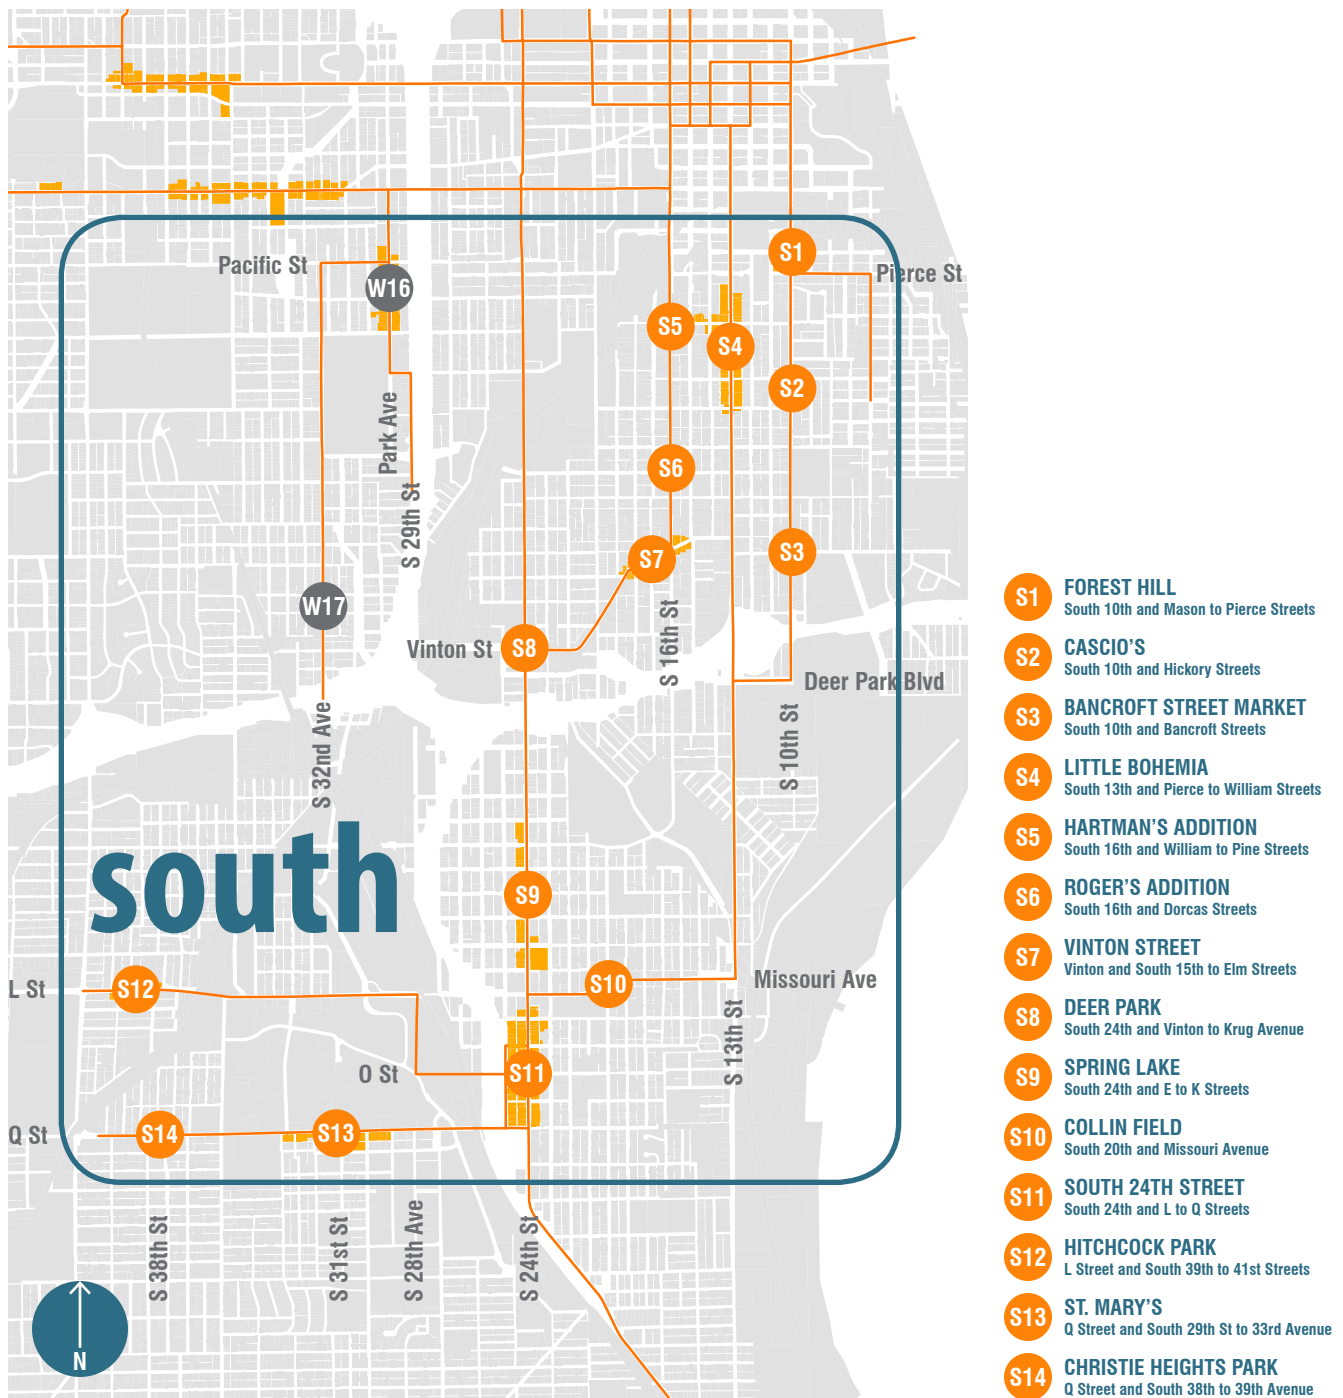 S1
Pacific St
Pierce St
W16
S5
S4
S2
Park Ave
S6
S 29th St
S7
S3
W17
S 16th St
Vinton St
S8
Deer Park Blvd
S 32nd Ave
S 10th St
south
S9
L St
S12
S10
Missouri Ave
S 13th St
O St
S11
Q St
S14
S13
S 38th St
S 31st St
S 28th Ave
S 24th St
N
S1
FOREST HILL
South 10th and Mason to Pierce Streets
S2
CASCIO'S
South 10th and Hickory Streets
S3
BANCROFT STREET MARKET
South 10th and Bancroft Streets
S4
LITTLE BOHEMIA
South 13th and Pierce to William Streets
S5
HARTMAN'S ADDITION
South 16th and William to Pine Streets
S6
ROGER'S ADDITION
South 16th and Dorcas Streets
S7
VINTON STREET
Vinton and South 15th to Elm Streets
S8
DEER PARK
South 24th and Vinton to Krug Avenue
S9
SPRING LAKE
South 24th and E to K Streets
S10
COLLIN FIELD
South 20th and Missouri Avenue
S11
SOUTH 24TH STREET
South 24th and L to Q Streets
S12
HITCHCOCK PARK
L Street and South 39th to 41st Streets
S13
ST. MARY'S
Q Street and South 29th St to 33rd Avenue
S14
CHRISTIE HEIGHTS PARK
Q Street and South 38th to 39th Avenue